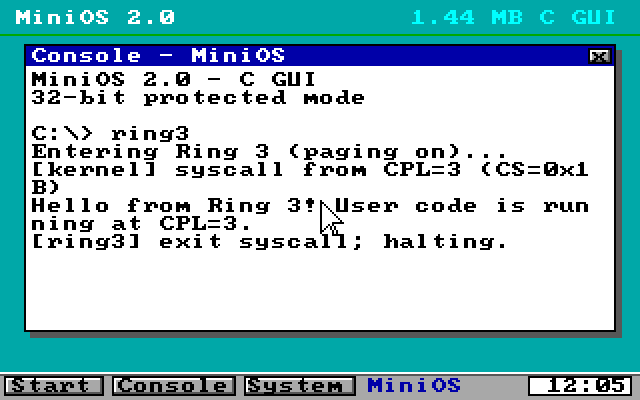 MiniOS 2.0
1.44 MB C GUI
Console - MiniOS
MiniOS 2.0 - C GUI
32-bit protected mode
C:\> ring3
Entering Ring 3 (paging on)...
[kernel] syscall from CPL=3 (CS=0x1
B)
Hello from Ring 3! User code is run
ning at CPL=3.
[ring3] exit syscall; halting.
Start
Console
System
MiniOS
12:05